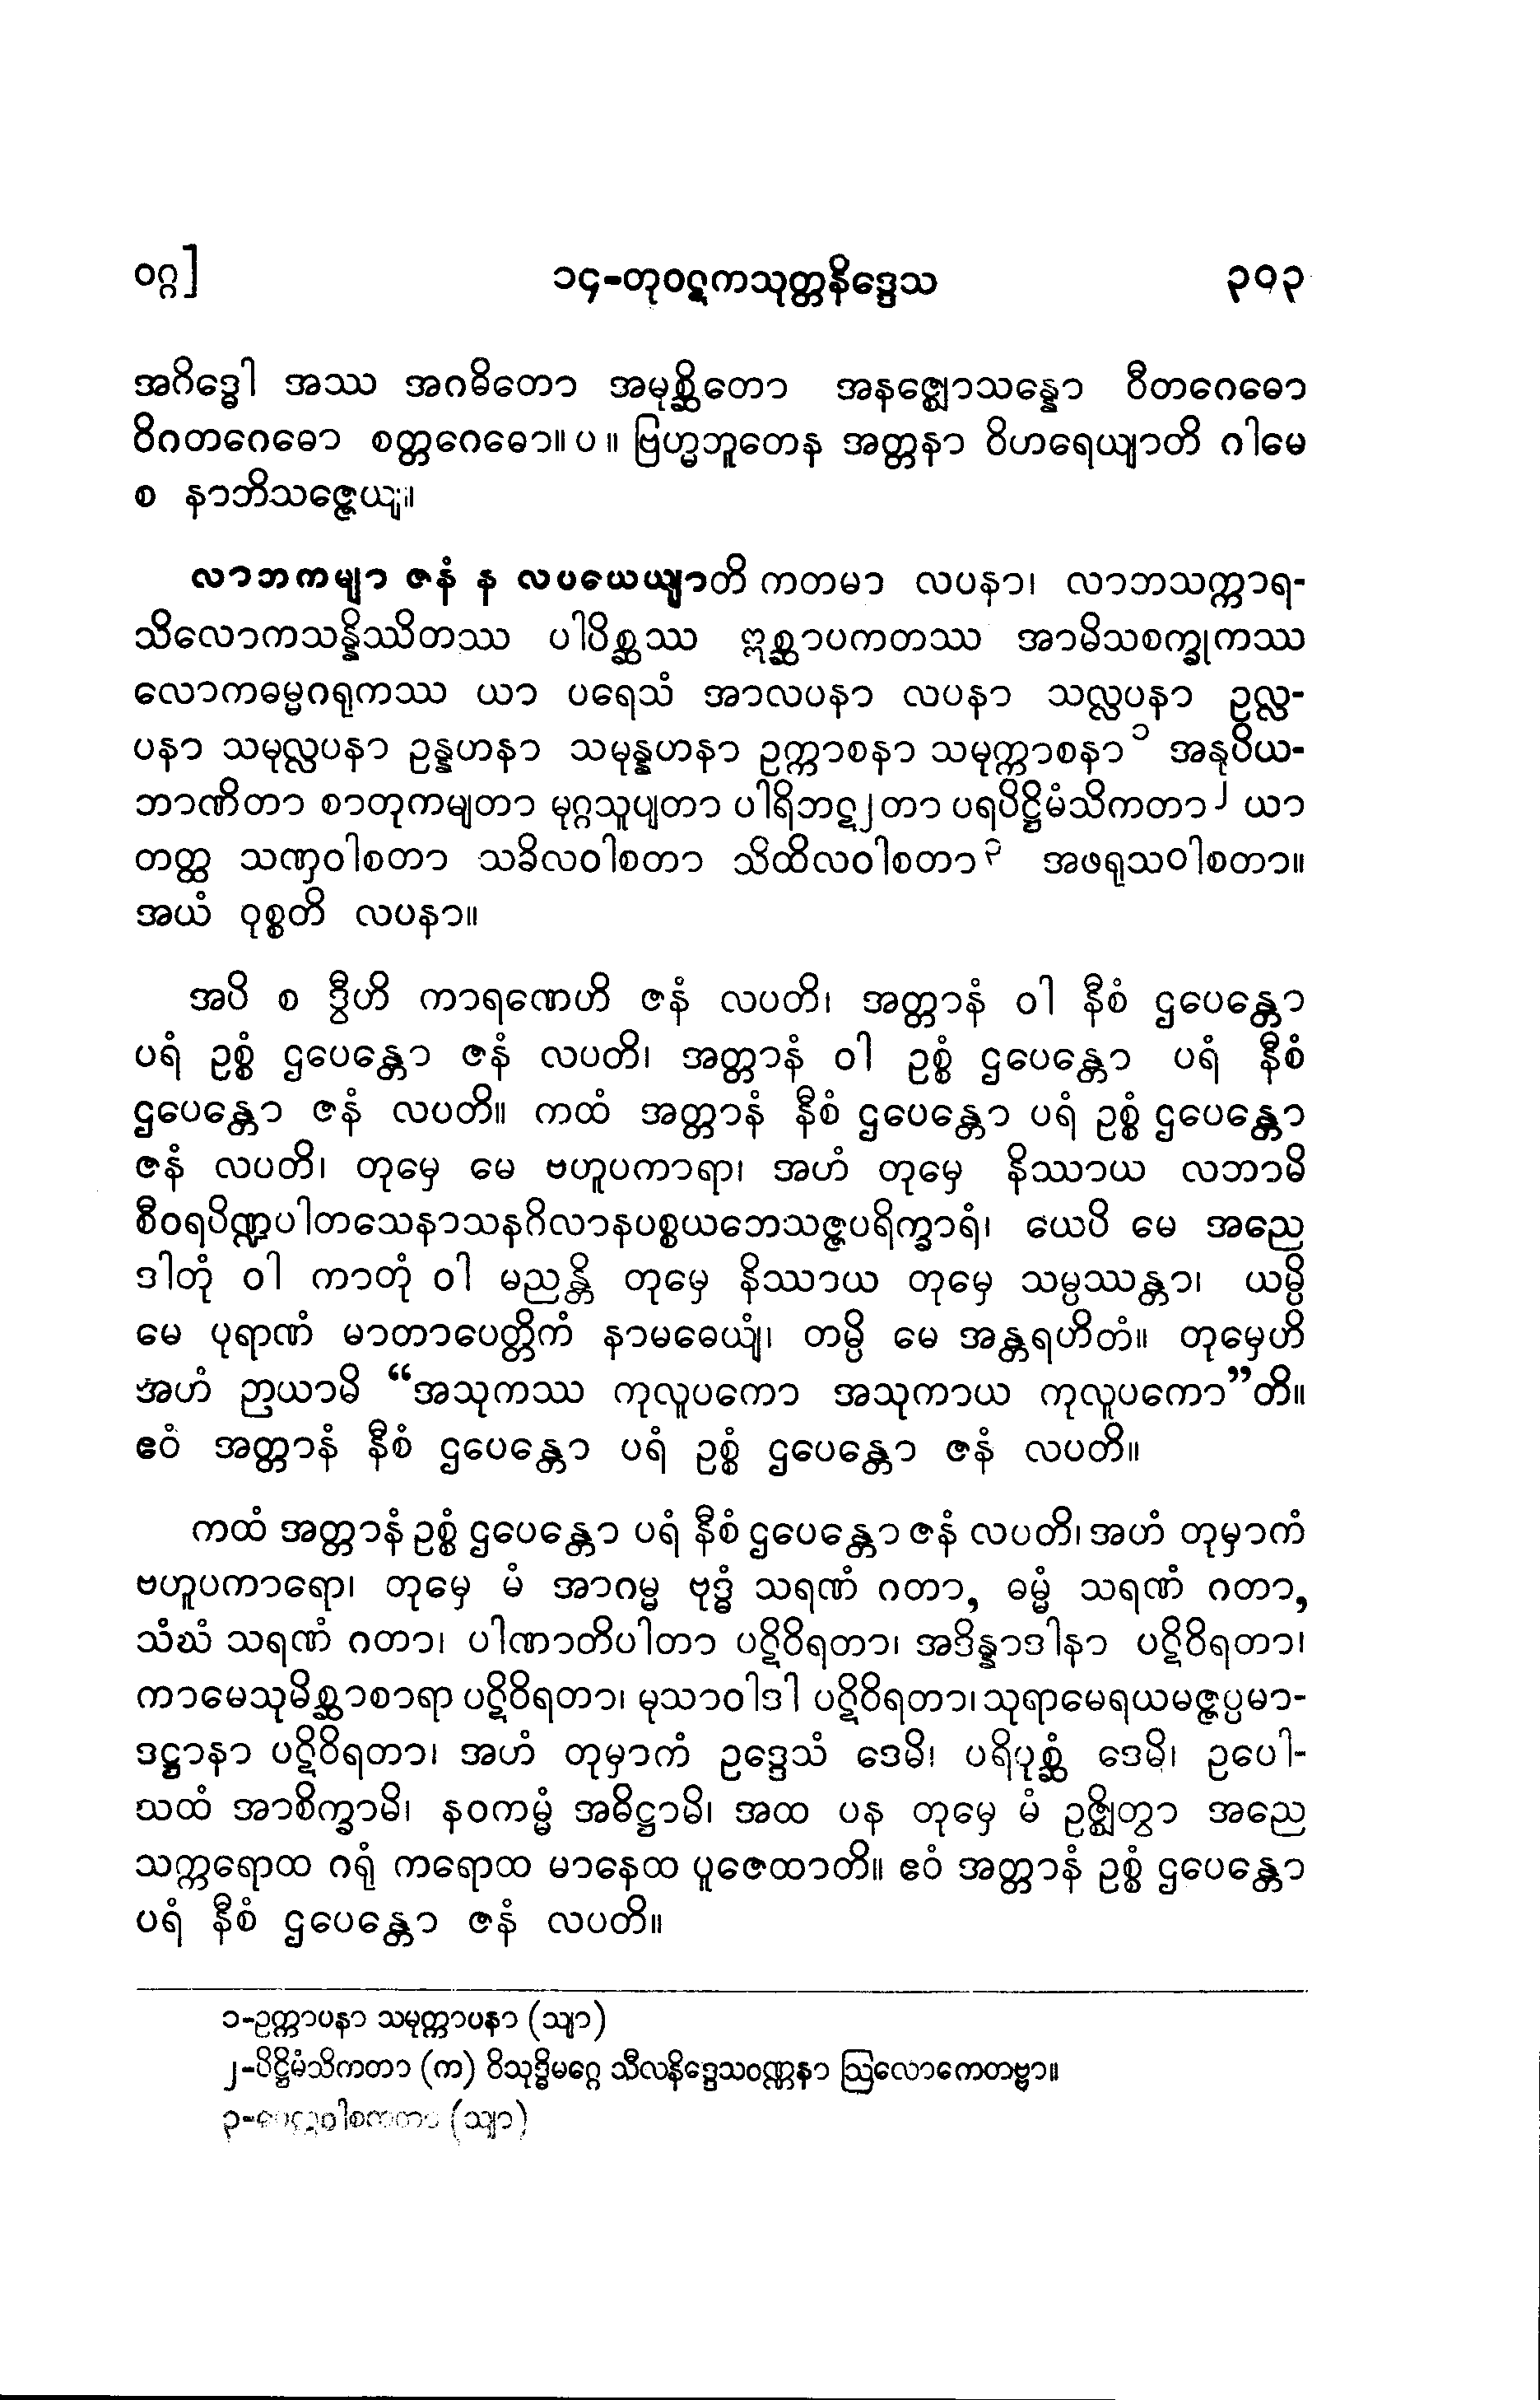 ဝဂ္ဂ] ၁၄-တုဝဋ္ဋကသုတ္တနိဒ္ဒေသ ၃၀၃
အဂိဒ္ဓေါ အဿ အဂဓိတော အမုစ္ဆိတော အနဇ္ဈောသန္နော ဝီတဂေဓော
ဝိဂတဂေဓော စတ္တဂေဓော။ ပ ။ ဗြဟ္မဘူတေန အတ္တနာ ဝိဟရေယျာတိ ဂါမေ
စ နာဘိသဇ္ဇေယျ။
လာဘကမျာ ဇနံ န လပယေယျာတိ ကတမာ လပနာ၊ လာဘသက္ကာရ-
သိလောကသန္နိဿိတဿ ပါပိစ္ဆဿ ဣစ္ဆာပကတဿ အာမိသစက္ခုကဿ
လောကဓမ္မဂရုကဿ ယာ ပရေသံ အာလပနာ လပနာ သလ္လပနာ ဥလ္လ-
ပနာ သမုလ္လပနာ ဥန္နဟနာ သမုန္နဟနာ ဥက္ကာစနာ သမုက္ကာစနာ၁ အနုပိယ-
ဘာဏိတာ စာတုကမျတာ မုဂ္ဂသူပျတာ ပါရိဘဋျတာ ပရပိဋ္ဌိမံသိကတာ၂ ယာ
တတ္ထ သဏှဝါစတာ သခိလဝါစတာ သိထိလဝါစတာ၃ အဖရုသဝါစတာ။
အယံ ဝုစ္စတိ လပနာ။
အပိ စ ဒွီဟိ ကာရဏေဟိ ဇနံ လပတိ၊ အတ္တာနံ ဝါ နီစံ ဌပေန္တော
ပရံ ဥစ္စံ ဌပေန္တော ဇနံ လပတိ၊ အတ္တာနံ ဝါ ဥစ္စံ ဌပေန္တော ပရံ နီစံ
ဌပေန္တော ဇနံ လပတိ။ ကထံ အတ္တာနံ နီစံ ဌပေန္တော ပရံ ဥစ္စံ ဌပေန္တော
ဇနံ လပတိ၊ တုမှေ မေ ဗဟူပကာရာ၊ အဟံ တုမှေ နိဿာယ လဘာမိ
စီဝရပိဏ္ဍပါတသေနာသနဂိလာနပစ္စယဘေသဇ္ဇပရိက္ခာရံ၊ ယေပိ မေ အညေ
ဒါတုံ ဝါ ကာတုံ ဝါ မညန္တိ တုမှေ နိဿာယ တုမှေ သမ္ပဿန္တာ၊ ယမ္ပိ
မေ ပုရာဏံ မာတာပေတ္တိကံ နာမဓေယျံ၊ တမ္ပိ မေ အန္တရဟိတံ။ တုမှေဟိ
အဟံ ဉာယာမိ “အသုကဿ ကုလူပကော အသုကာယ ကုလူပကော”တိ။
ဧဝံ အတ္တာနံ နီစံ ဌပေန္တော ပရံ ဥစ္စံ ဌပေန္တော ဇနံ လပတိ။
ကထံ အတ္တာနံ ဥစ္စံ ဌပေန္တော ပရံ နီစံ ဌပေန္တော ဇနံ လပတိ၊ အဟံ တုမှာကံ
ဗဟူပကာရော၊ တုမှေ မံ အာဂမ္မ ဗုဒ္ဓံ သရဏံ ဂတာ, ဓမ္မံ သရဏံ ဂတာ,
သံဃံ သရဏံ ဂတာ၊ ပါဏာတိပါတာ ပဋိဝိရတာ၊ အဒိန္နာဒါနာ ပဋိဝိရတာ၊
ကာမေသုမိစ္ဆာစာရာ ပဋိဝိရတာ၊ မုသာဝါဒါ ပဋိဝိရတာ၊ သုရာမေရယမဇ္ဇပ္ပမာ-
ဒဋ္ဌာနာ ပဋိဝိရတာ၊ အဟံ တုမှာကံ ဥဒ္ဒေသံ ဒေမိ၊ ပရိပုစ္ဆံ ဒေမိ၊ ဥပေါ-
သထံ အာစိက္ခာမိ၊ နဝကမ္မံ အဓိဋ္ဌာမိ၊ အထ ပန တုမှေ မံ ဥဇ္ဈိတွာ အညေ
သက္ကရောထ ဂရုံ ကရောထ မာနေထ ပူဇေထာတိ။ ဧဝံ အတ္တာနံ ဥစ္စံ ဌပေန္တော
ပရံ နီစံ ဌပေန္တော ဇနံ လပတိ။
၁-ဥက္ကာပနာ သမုက္ကာပနာ (သျာ)
၂-ပိဋ္ဌိမံသိကတာ (က) ဝိသုဒ္ဓိမဂ္ဂေ သီလနိဒ္ဒေသဝဏ္ဏနာ ဩလောကေတဗ္ဗာ။
၃- (သျာ)